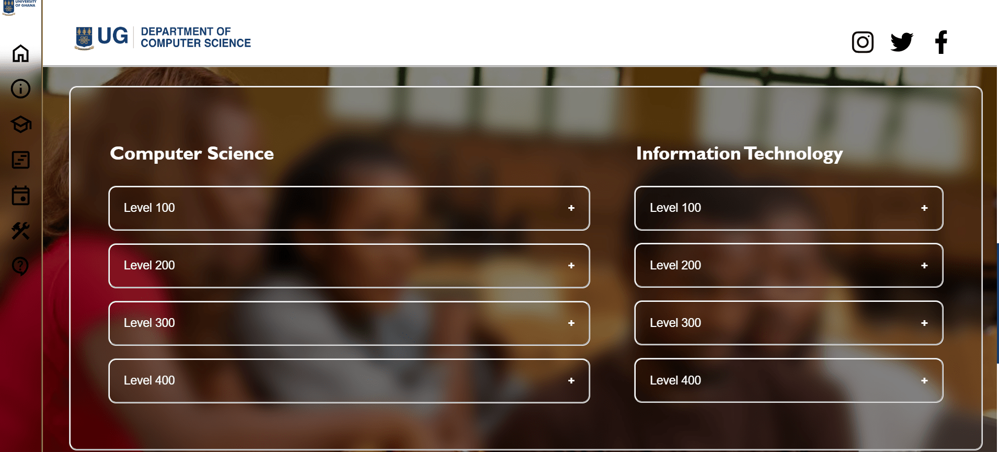 UNIVERSITY
OF GHANA
UG
DEPARTMENT OF
COMPUTER SCIENCE
Computer Science
Level 100 +
Level 200 +
Level 300 +
Level 400 +
Information Technology
Level 100 +
Level 200 +
Level 300 +
Level 400 +